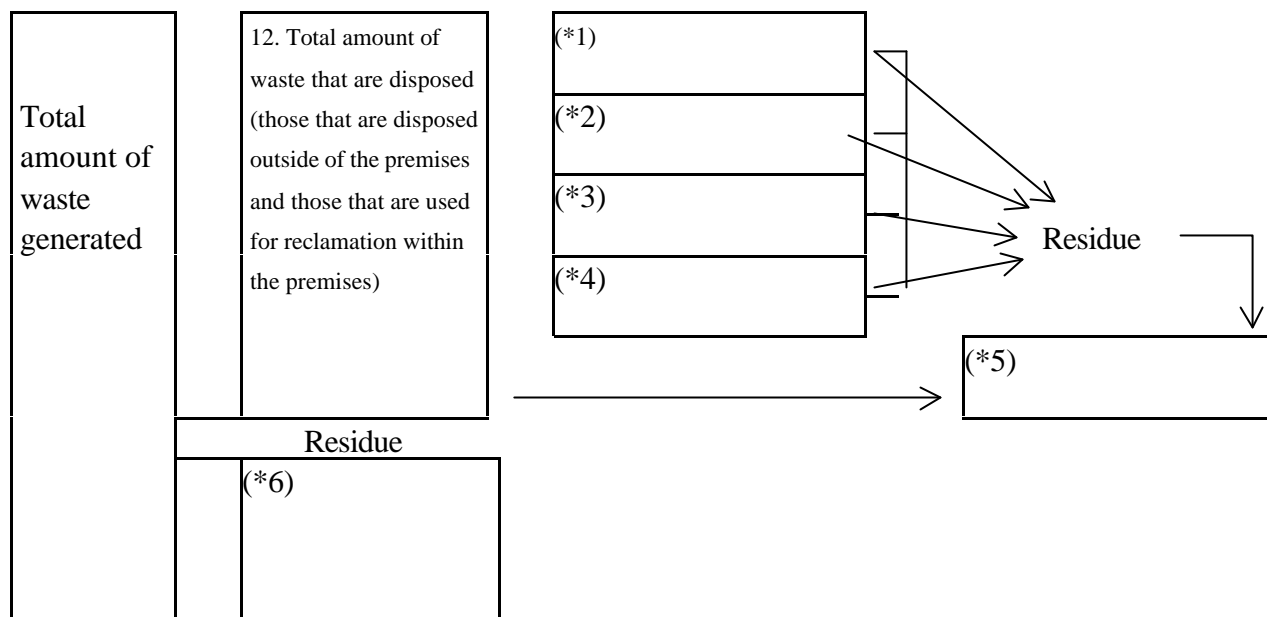 Total
amount of
waste
generated
12. Total amount of
waste that are disposed
(those that are disposed
outside of the premises
and those that are used
for reclamation within
the premises)
(*1)
(*2)
(*3)
(*4)
Residue
(*5)
Residue
(*6)